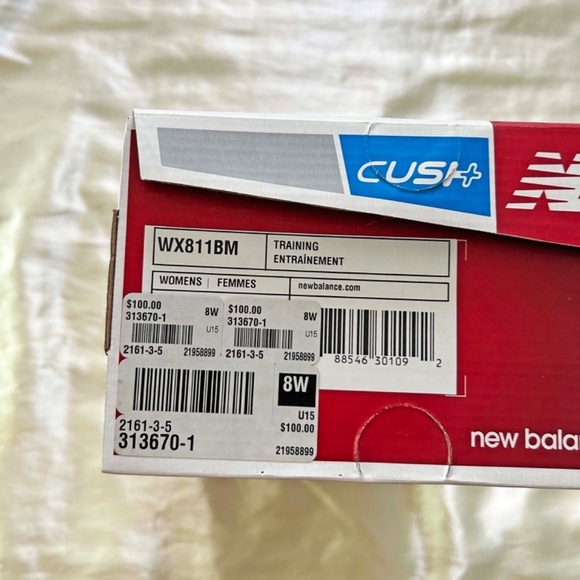 CUSH+
WX811BM
TRAINING
ENTRAÎNEMENT
WOMENS | FEMMES
newbalance.com
$100.00
313670-1 8W
U15
2161-3-5 21958899
$100.00
313670-1 8W
U15
2161-3-5 21958899
88546 30109 2
8W
U15
$100.00
2161-3-5
313670-1 21958899
new balan